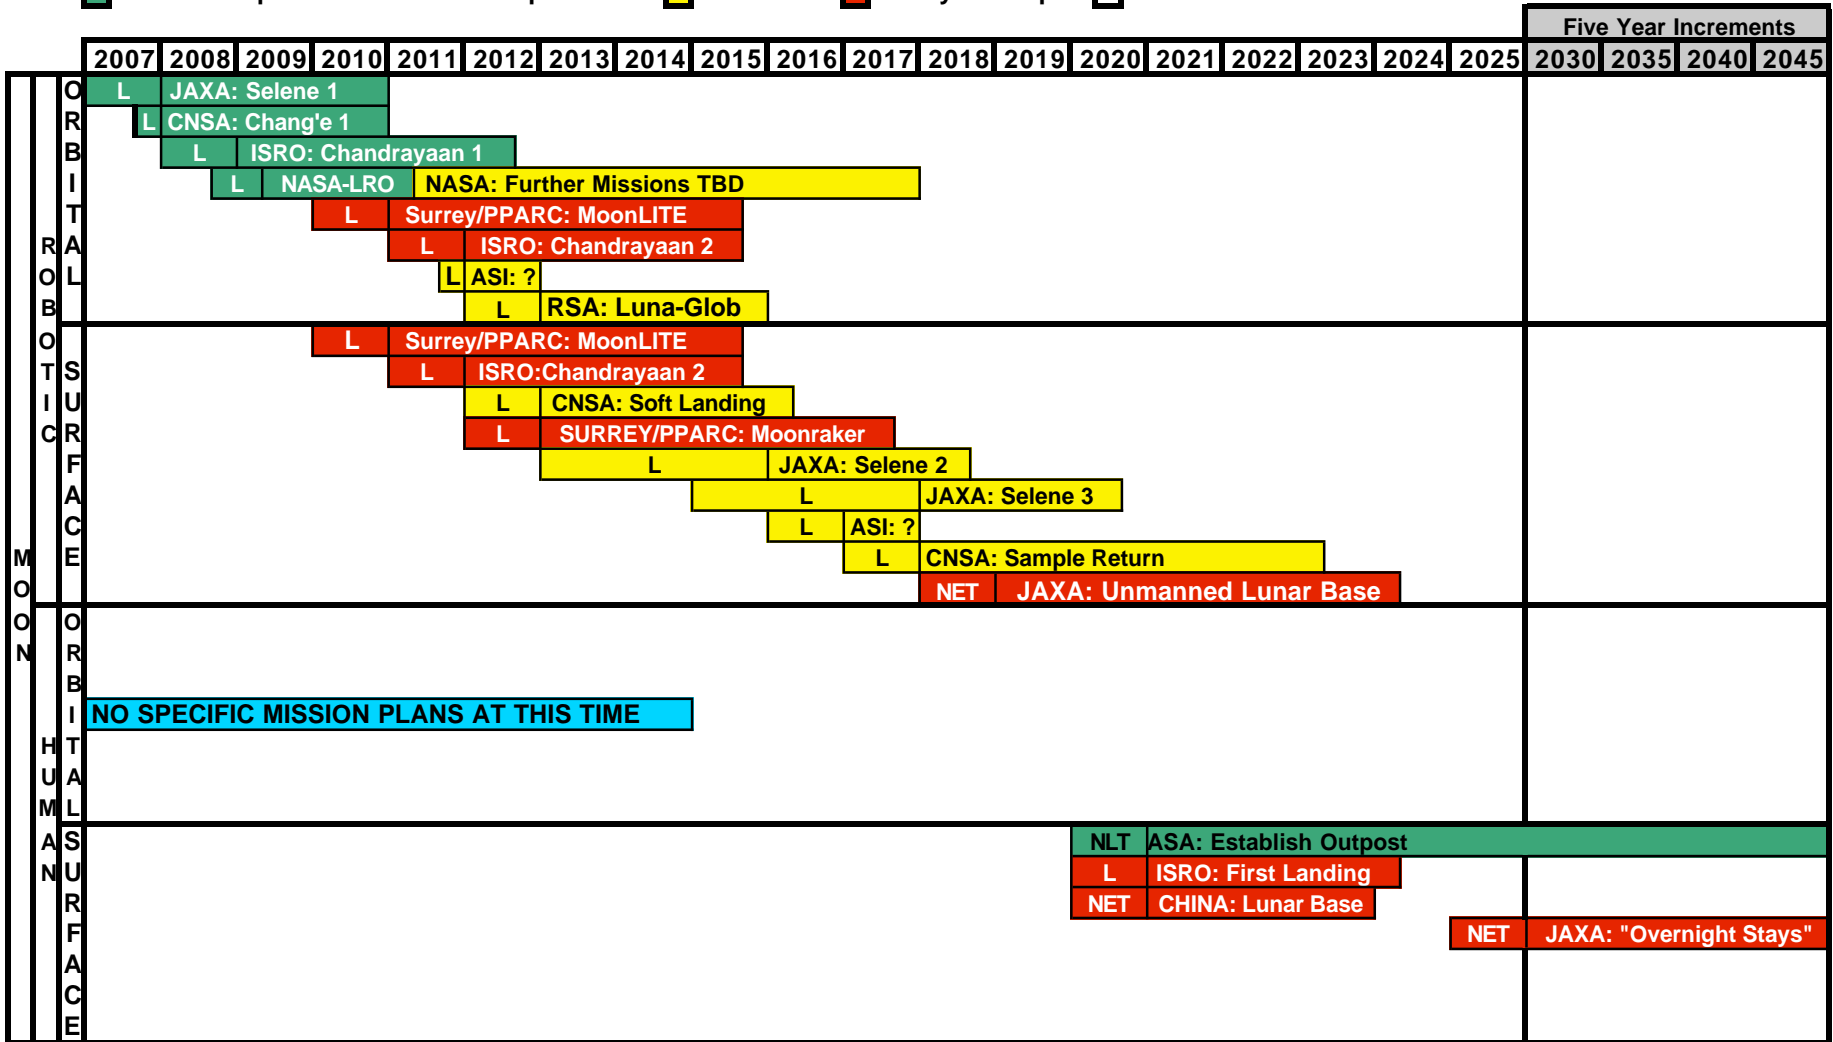 Five Year Increments
2007 2008 2009 2010 2011 2012 2013 2014 2015 2016 2017 2018 2019 2020 2021 2022 2023 2024 2025 2030 2035 2040 2045
MOON
ROBOTIC
ORBITAL
L JAXA: Selene 1
L CNSA: Chang'e 1
L ISRO: Chandrayaan 1
L NASA-LRO NASA: Further Missions TBD
L Surrey/PPARC: MoonLITE
L ISRO: Chandrayaan 2
L ASI: ?
L RSA: Luna-Glob
SURFACE
L Surrey/PPARC: MoonLITE
L ISRO:Chandrayaan 2
L CNSA: Soft Landing
L SURREY/PPARC: Moonraker
L JAXA: Selene 2
L JAXA: Selene 3
L ASI: ?
L CNSA: Sample Return
NET JAXA: Unmanned Lunar Base
HUMAN
ORBITAL
NO SPECIFIC MISSION PLANS AT THIS TIME
SURFACE
NLT ASA: Establish Outpost
L ISRO: First Landing
NET CHINA: Lunar Base
NET JAXA: "Overnight Stays"